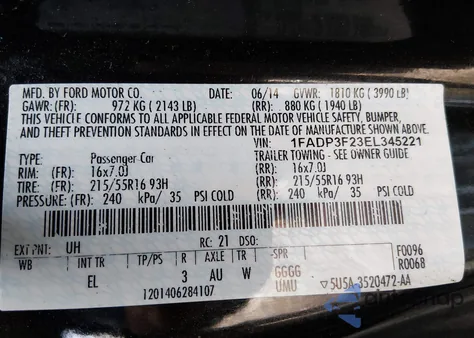 MFD. BY FORD MOTOR CO. DATE: 06/14 GVWR: 1810 KG ( 3990 LB)
GAWR: (FR) 972 KG ( 2143 LB) (RR) 880 KG ( 1940 LB)
THIS VEHICLE CONFORMS TO ALL APPLICABLE FEDERAL MOTOR VEHICLE SAFETY, BUMPER,
AND THEFT PREVENTION STANDARDS IN EFFECT ON THE DATE OF MANUFACTURE SHOWN ABOVE.
VIN: 1FADP3F23EL345221
TYPE: Passenger Car TRAILER TOWING - SEE OWNER GUIDE
RIM: (FR) 16x7.0J (RR) 16x7.0J
TIRE: (FR) 215/55R16 93H (RR) 215/55R16 93H
PRESSURE: (FR) 240 kPa/ 35 PSI COLD (RR) 240 kPa/ 35 PSI COLD
EXT PNT: UH RC: 21 DSO: F0096
WB INT TR TP/PS R AXLE TR -SPR R0068
EL 3 AU W GGGG
UMU
1201406284107 5U5A-3520472-AA
autosnap